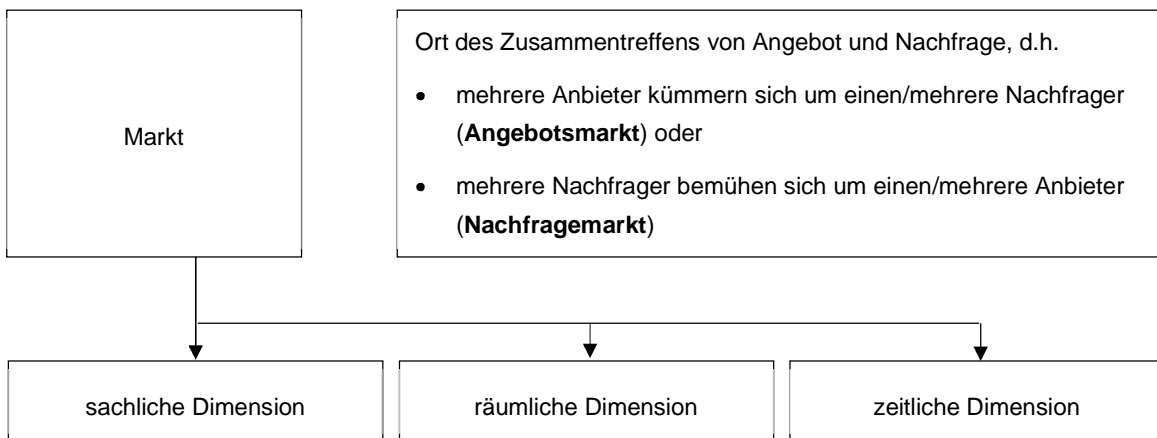 Markt
Ort des Zusammentreffens von Angebot und Nachfrage, d.h.
• mehrere Anbieter kümmern sich um einen/mehrere Nachfrager
(Angebotsmarkt) oder
• mehrere Nachfrager bemühen sich um einen/mehrere Anbieter
(Nachfragemarkt)
sachliche Dimension
räumliche Dimension
zeitliche Dimension